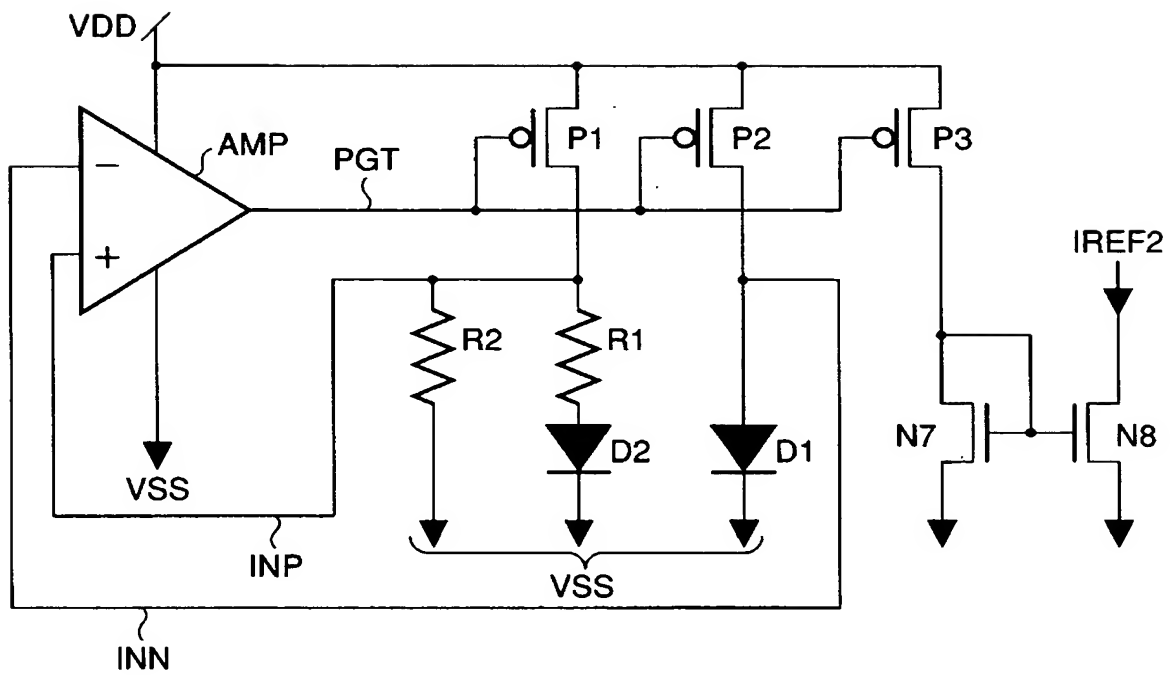 VDD
AMP
PGT
P1
P2
P3
−
+
IREF2
R2
R1
N7
N8
D2
D1
VSS
INP
VSS
INN